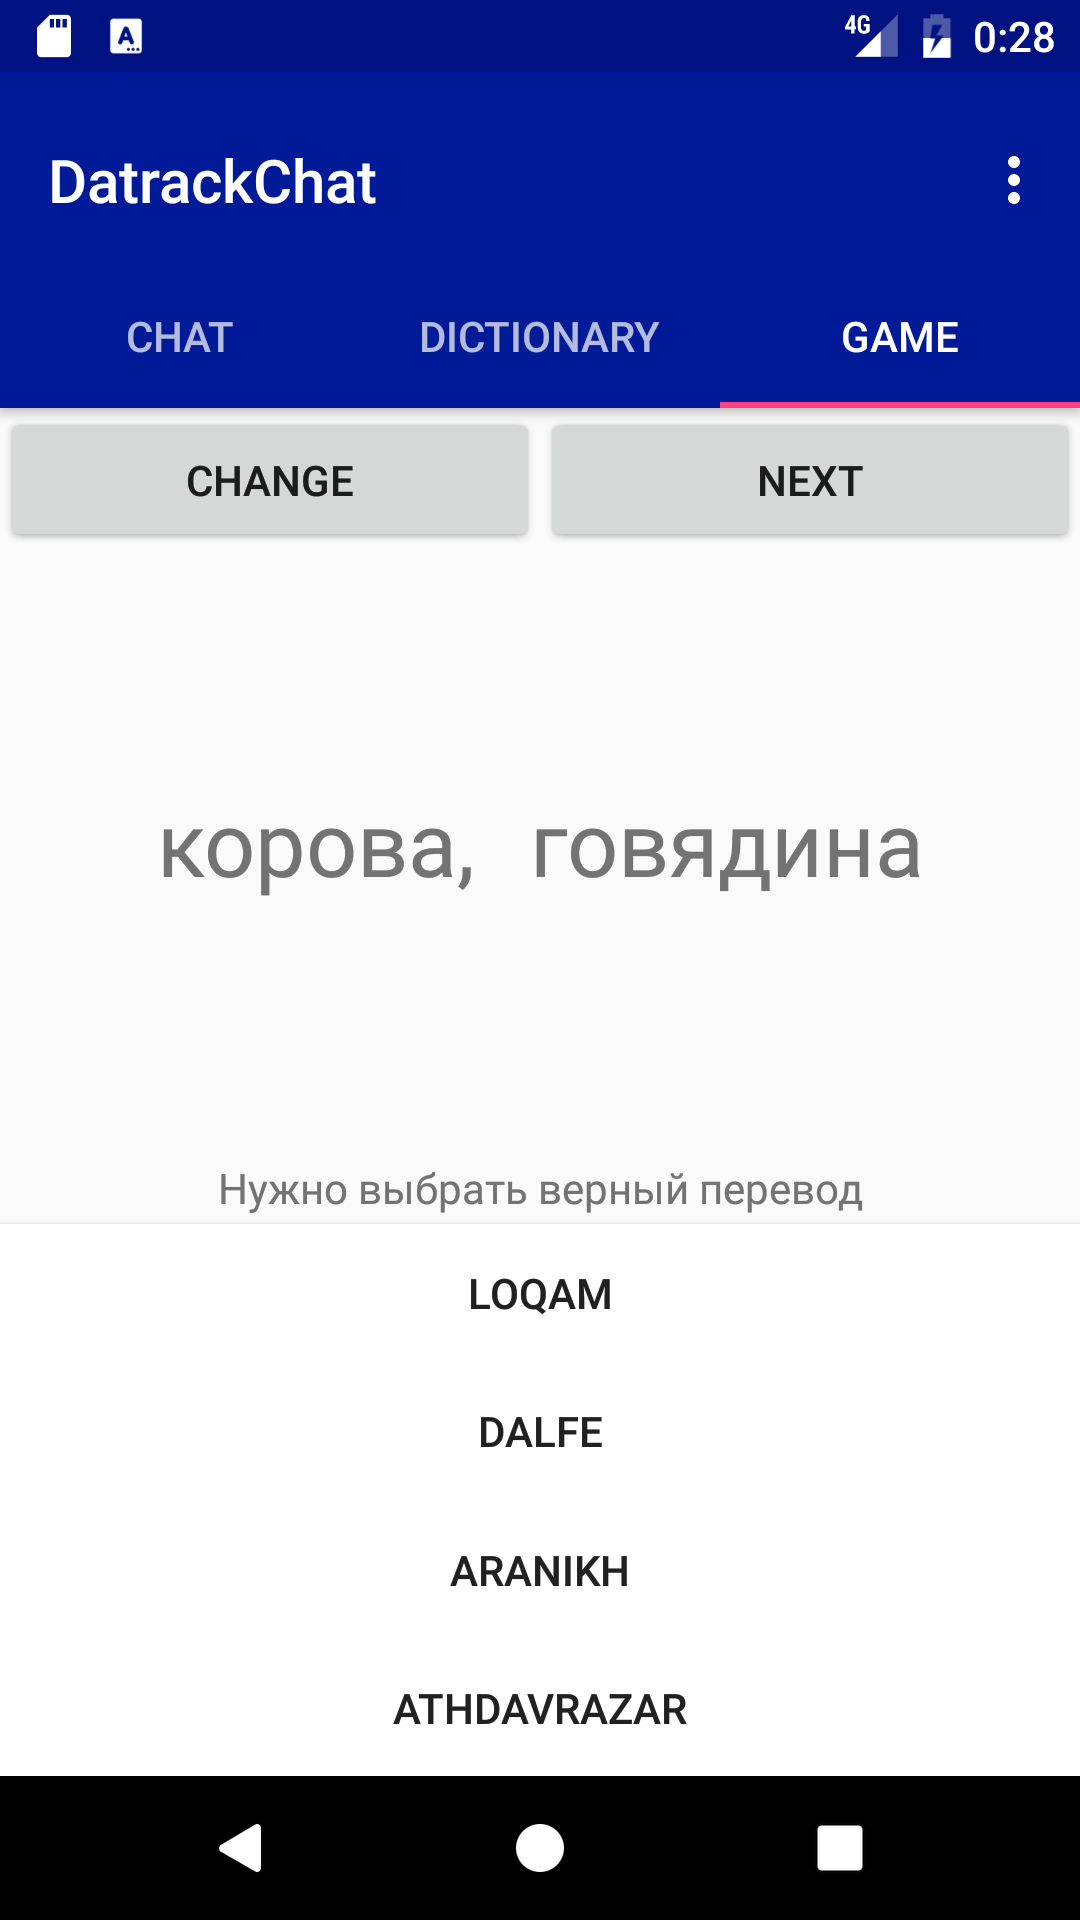 4G 0:28
DatrackChat
CHAT DICTIONARY GAME
CHANGE NEXT
корова, говядина
Нужно выбрать верный перевод
LOQAM
DALFE
ARANIKH
ATHDAVRAZAR